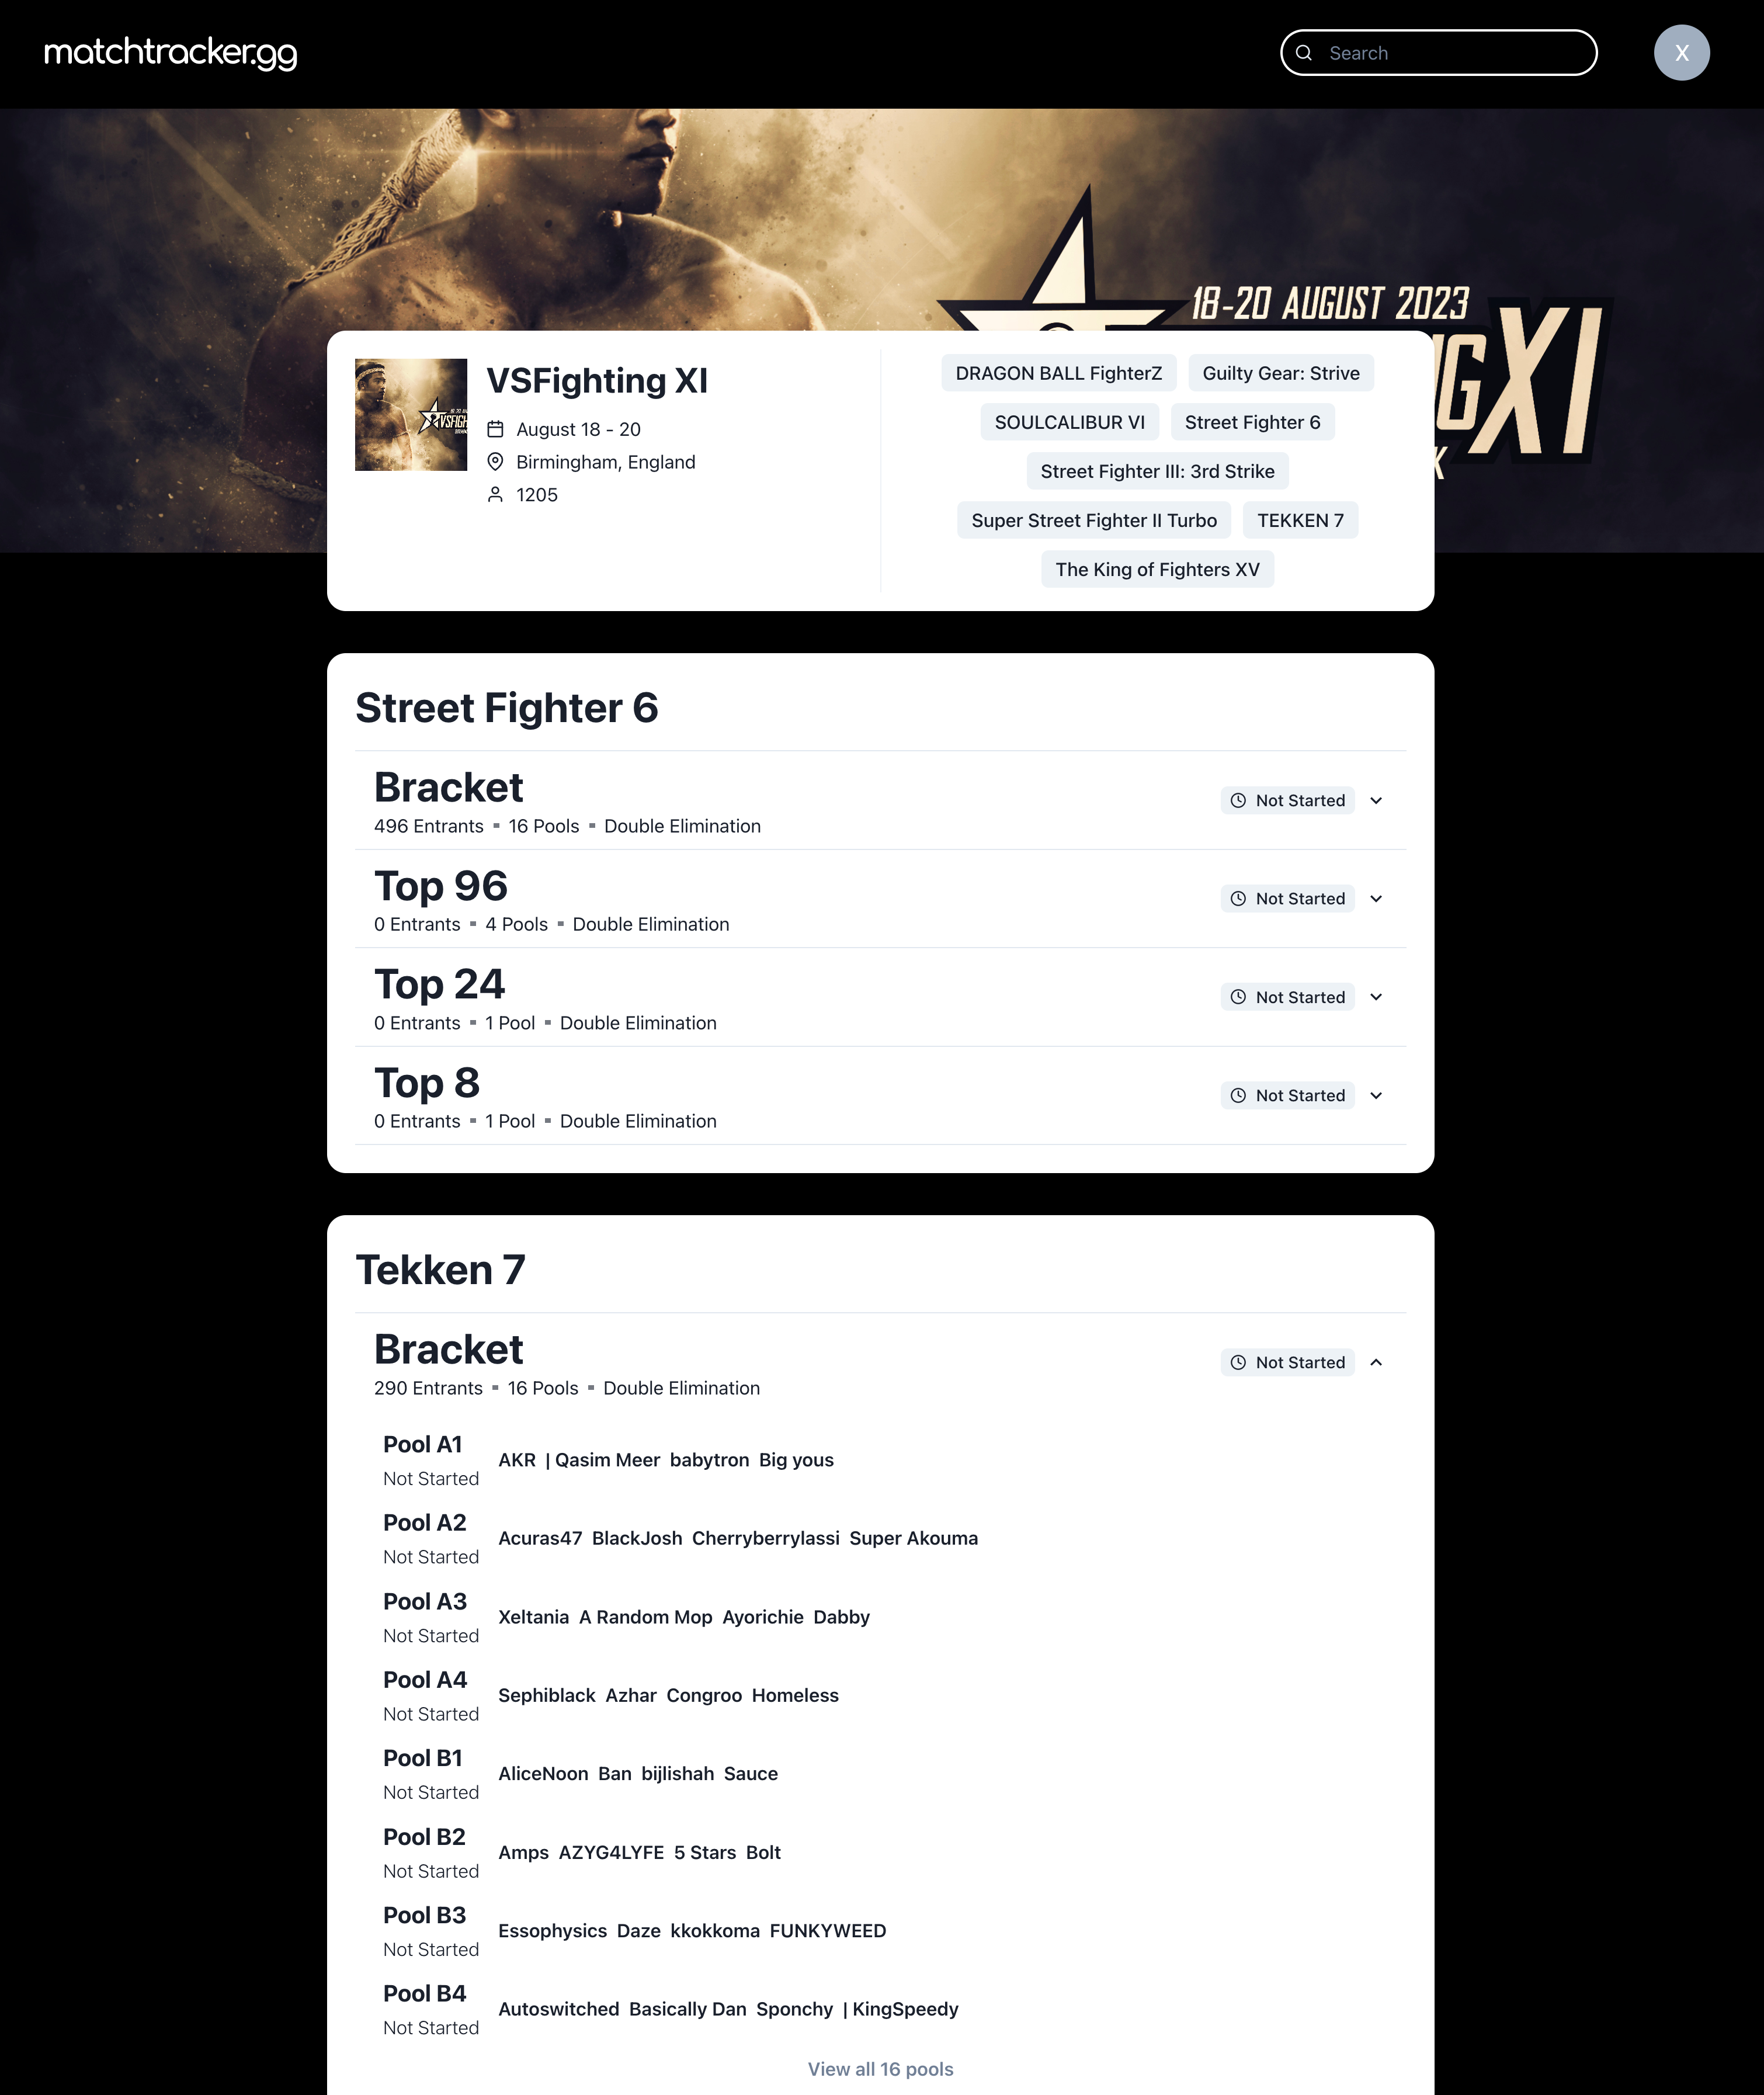 matchtracker.gg
Search
X
18-20 AUGUST 2023
XI
VSFighting XI
August 18 - 20
Birmingham, England
1205
DRAGON BALL FighterZ Guilty Gear: Strive
SOULCALIBUR VI Street Fighter 6
Street Fighter III: 3rd Strike
Super Street Fighter II Turbo TEKKEN 7
The King of Fighters XV
Street Fighter 6
Bracket
496 Entrants ▪ 16 Pools ▪ Double Elimination
Not Started
Top 96
0 Entrants ▪ 4 Pools ▪ Double Elimination
Not Started
Top 24
0 Entrants ▪ 1 Pool ▪ Double Elimination
Not Started
Top 8
0 Entrants ▪ 1 Pool ▪ Double Elimination
Not Started
Tekken 7
Bracket
290 Entrants ▪ 16 Pools ▪ Double Elimination
Not Started
Pool A1
Not Started
AKR | Qasim Meer babytron Big yous
Pool A2
Not Started
Acuras47 BlackJosh Cherryberrylassi Super Akouma
Pool A3
Not Started
Xeltania A Random Mop Ayorichie Dabby
Pool A4
Not Started
Sephiblack Azhar Congroo Homeless
Pool B1
Not Started
AliceNoon Ban bijlishah Sauce
Pool B2
Not Started
Amps AZYG4LYFE 5 Stars Bolt
Pool B3
Not Started
Essophysics Daze kkokkoma FUNKYWEED
Pool B4
Not Started
Autoswitched Basically Dan Sponchy | KingSpeedy
View all 16 pools